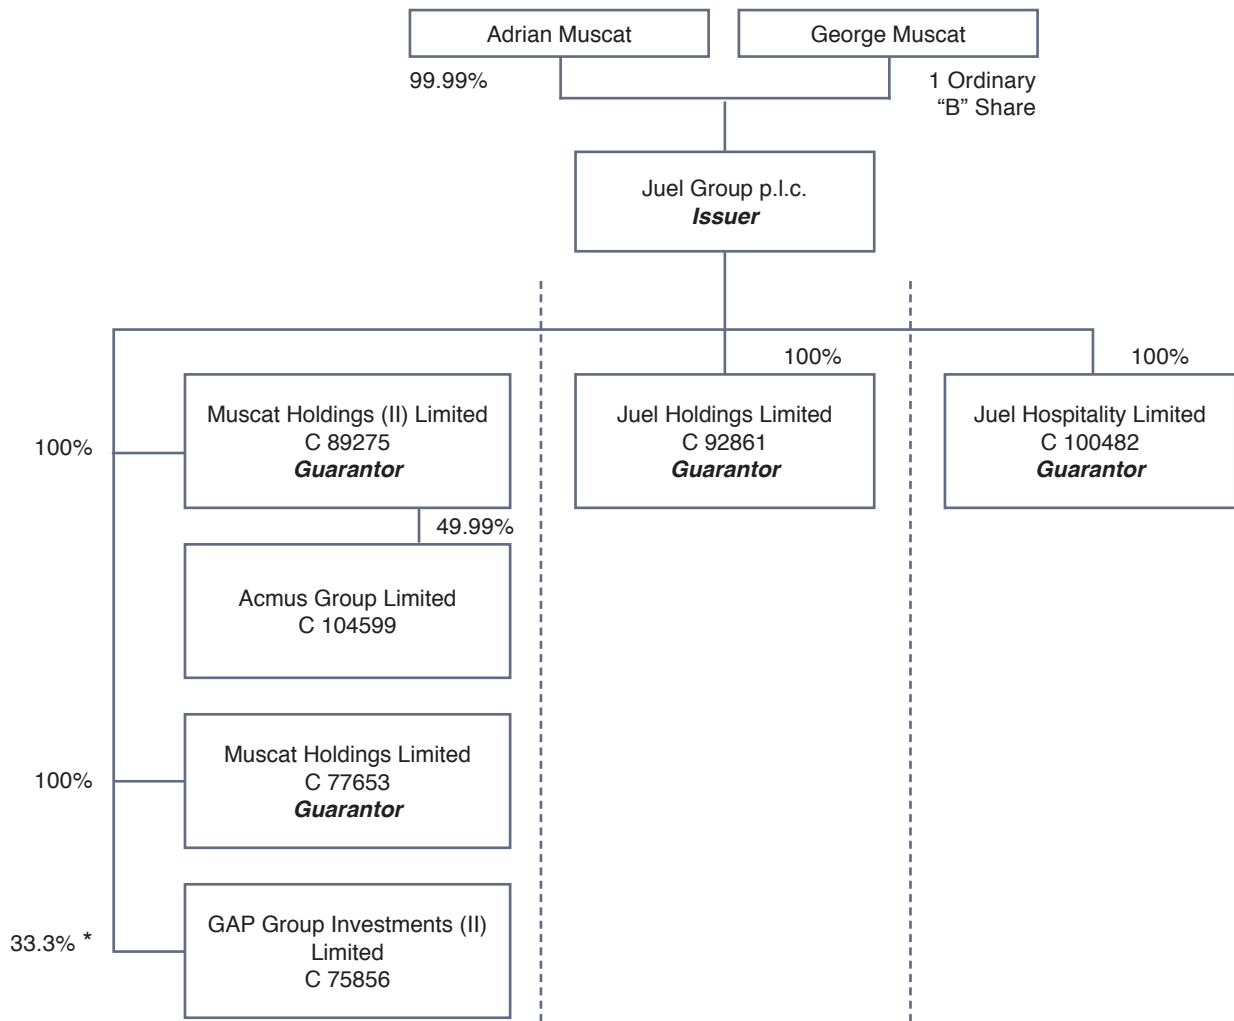 Adrian Muscat
George Muscat
99.99%
1 Ordinary
“B” Share
Juel Group p.l.c.
Issuer
100%
100%
Muscat Holdings (II) Limited
C 89275
Guarantor
Juel Holdings Limited
C 92861
Guarantor
Juel Hospitality Limited
C 100482
Guarantor
100%
49.99%
Acmus Group Limited
C 104599
Muscat Holdings Limited
C 77653
Guarantor
100%
GAP Group Investments (II)
Limited
C 75856
33.3% *